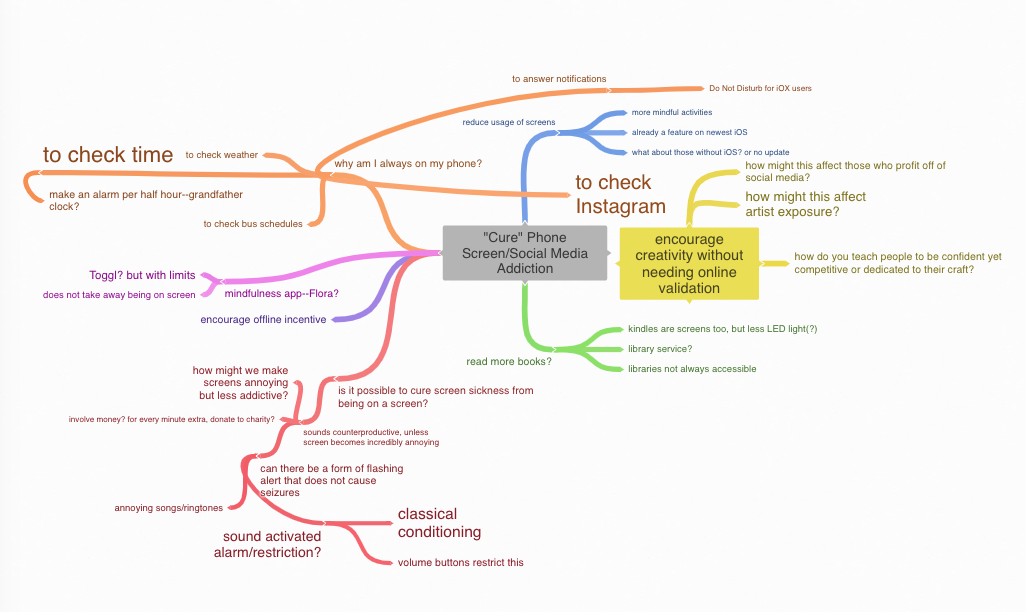 to answer notifications
Do Not Disturb for iOX users
more mindful activities
reduce usage of screens
already a feature on newest iOS
what about those without iOS? or no update
to check time
to check weather
why am I always on my phone?
make an alarm per half hour--grandfather
clock?
to check
Instagram
to check bus schedules
how might this affect those who profit off of
social media?
how might this affect
artist exposure?
"Cure" Phone
Screen/Social Media
Addiction
encourage
creativity without
needing online
validation
how do you teach people to be confident yet
competitive or dedicated to their craft?
Toggl? but with limits
does not take away being on screen
mindfulness app--Flora?
encourage offline incentive
kindles are screens too, but less LED light(?)
library service?
read more books?
libraries not always accessible
how might we make
screens annoying
but less addictive?
is it possible to cure screen sickness from
being on a screen?
involve money? for every minute extra, donate to charity?
sounds counterproductive, unless
screen becomes incredibly annoying
can there be a form of flashing
alert that does not cause
seizures
annoying songs/ringtones
classical
conditioning
sound activated
alarm/restriction?
volume buttons restrict this